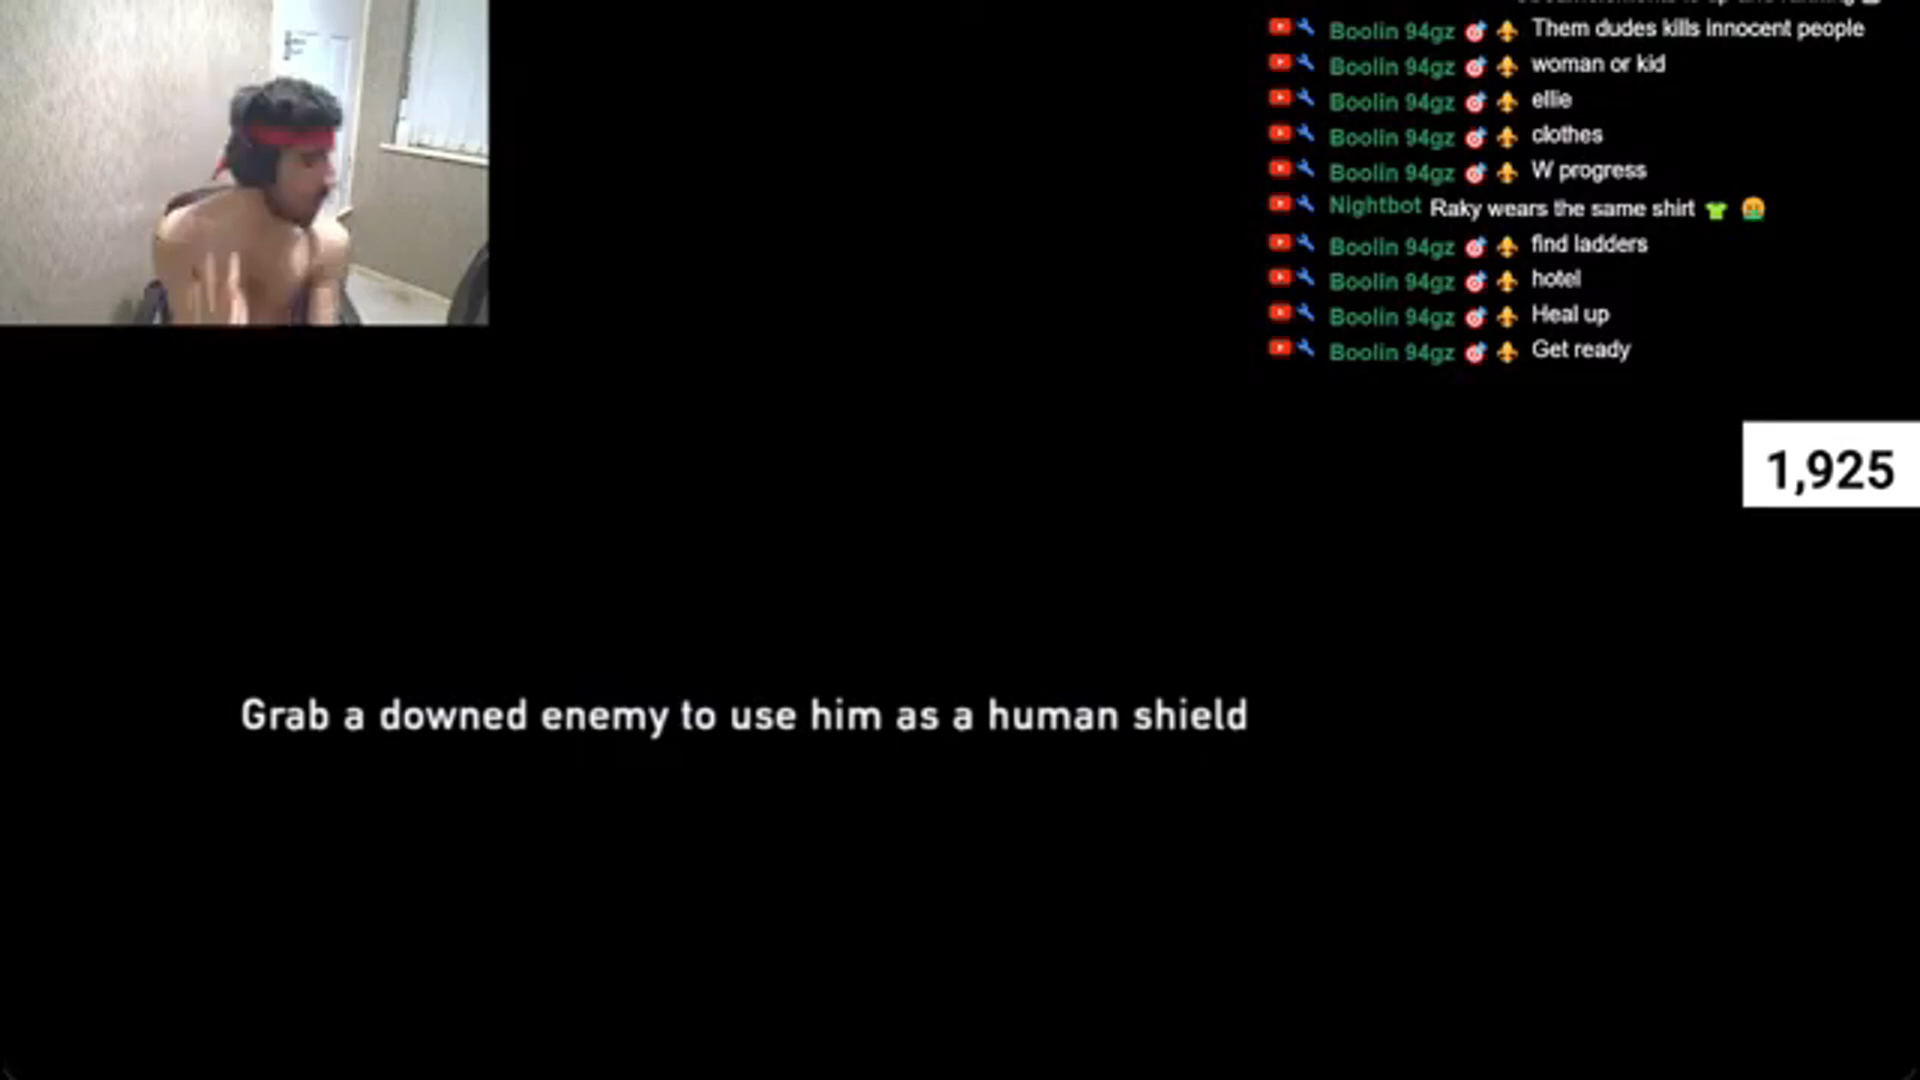 Boolin 94gz Them dudes kills innocent people
Boolin 94gz woman or kid
Boolin 94gz ellie
Boolin 94gz clothes
Boolin 94gz W progress
Nightbot Raky wears the same shirt
Boolin 94gz find ladders
Boolin 94gz hotel
Boolin 94gz Heal up
Boolin 94gz Get ready
1,925
Grab a downed enemy to use him as a human shield